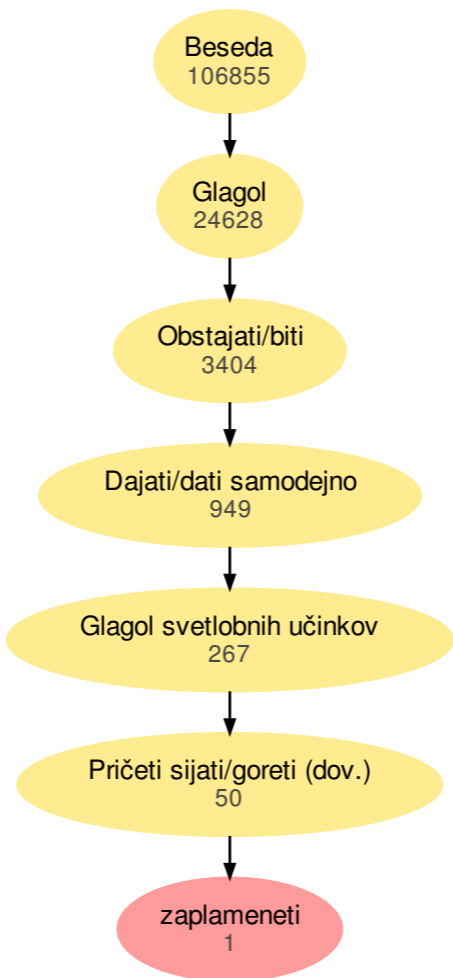 Beseda
106855
Glagol
24628
Obstajati/biti
3404
Dajati/dati samodejno
949
Glagol svetlobnih učinkov
267
Pričeti sijati/goreti (dov.)
50
zaplameneti
1